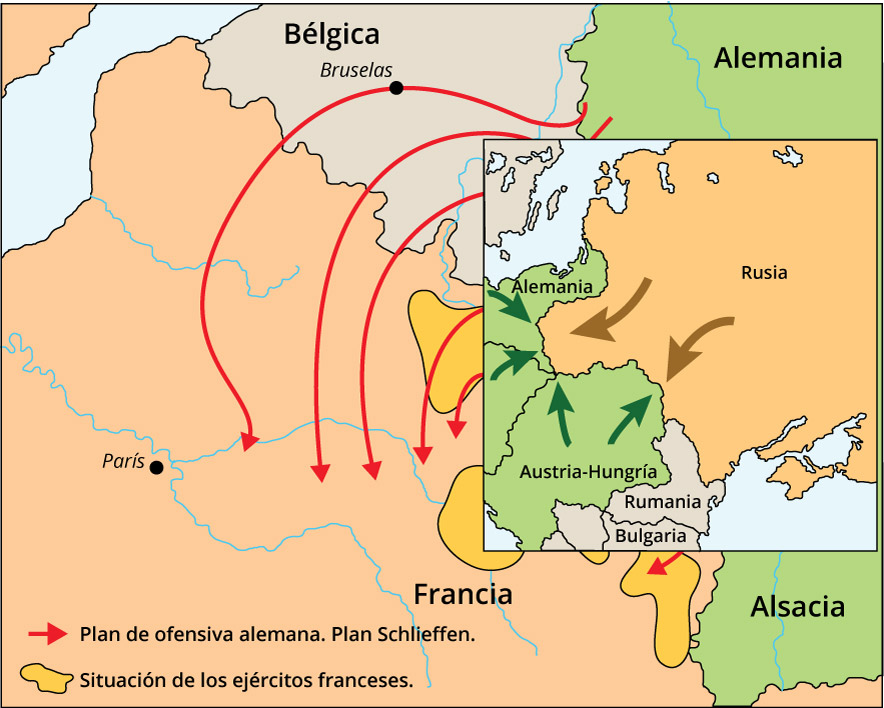 Bélgica
Alemania
Bruselas
Rusia
Alemania
París
Austria-Hungría
Rumania
Bulgaria
Francia
Alsacia
Plan de ofensiva alemana. Plan Schlieffen.
Situación de los ejércitos franceses.